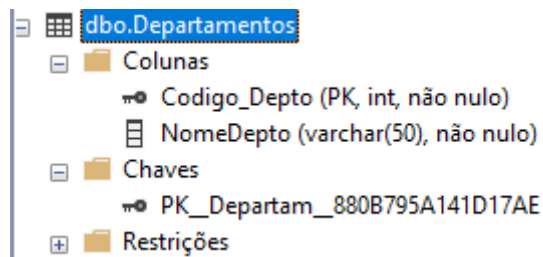 dbo.Departamentos
Colunas
Codigo_Depto (PK, int, não nulo)
NomeDepto (varchar(50), não nulo)
Chaves
PK__Departam__880B795A141D17AE
Restrições